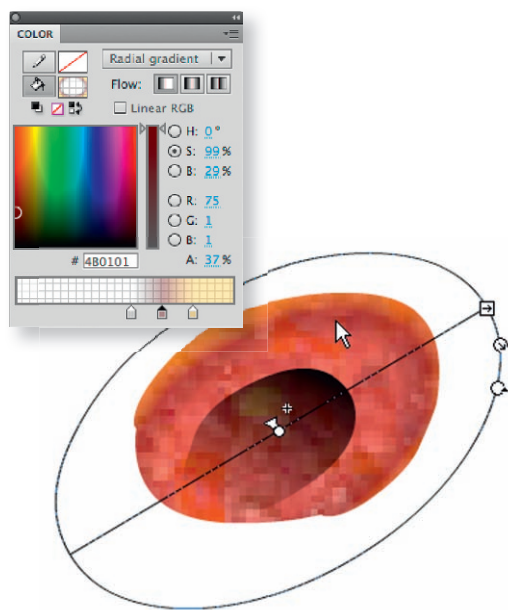 COLOR
Radial gradient
Flow:
Linear RGB
H: 0 °
S: 99 %
B: 29 %
R: 75
G: 1
B: 1
# 4B0101 A: 37 %